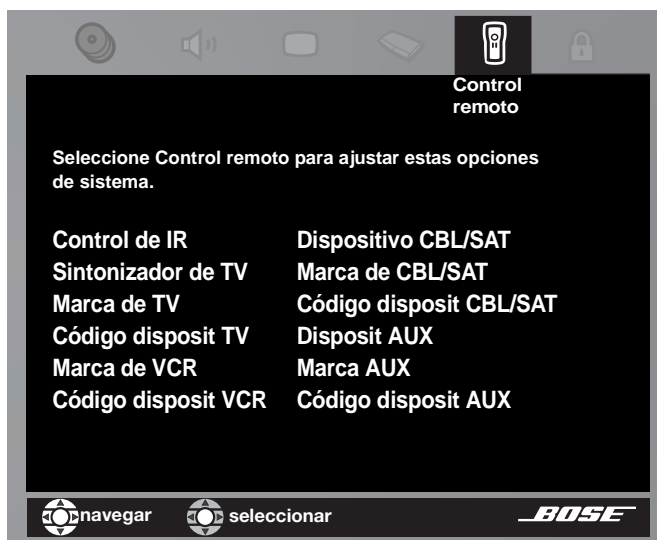 Control
remoto
Seleccione Control remoto para ajustar estas opciones
de sistema.
Control de IR
Sintonizador de TV
Marca de TV
Código disposit TV
Marca de VCR
Código disposit VCR
Dispositivo CBL/SAT
Marca de CBL/SAT
Código disposit CBL/SAT
Disposit AUX
Marca AUX
Código disposit AUX
navegar
seleccionar
BOSE